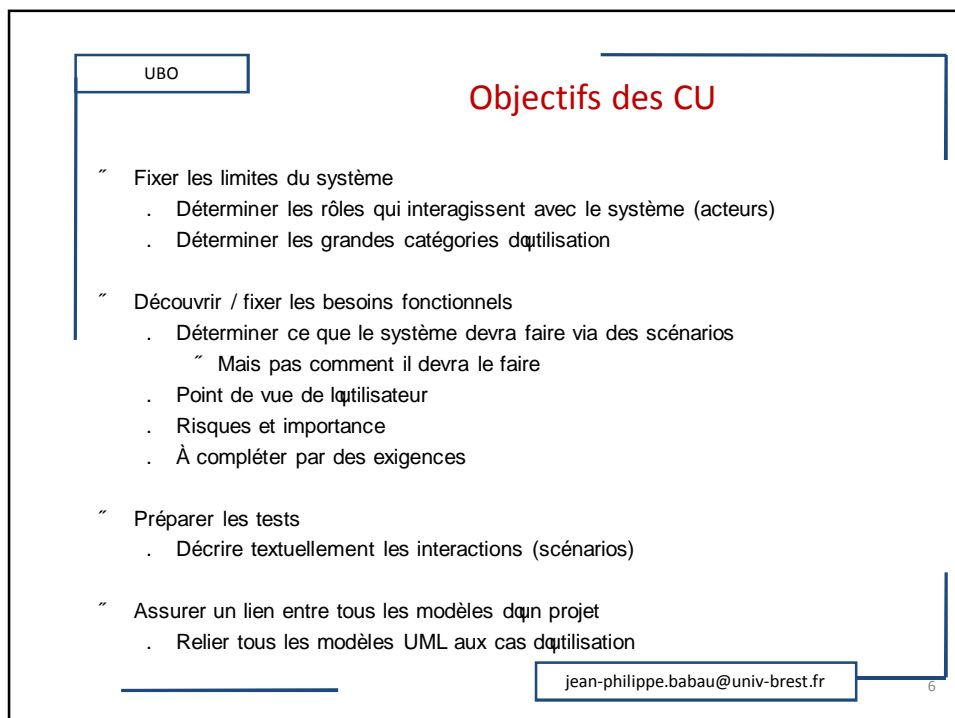 UBO
Objectifs des CU
˝ Fixer les limites du système
. Déterminer les rôles qui interagissent avec le système (acteurs)
. Déterminer les grandes catégories dqutilisation
˝ Découvrir / fixer les besoins fonctionnels
. Déterminer ce que le système devra faire via des scénarios
˝ Mais pas comment il devra le faire
. Point de vue de lqutilisateur
. Risques et importance
. À compléter par des exigences
˝ Préparer les tests
. Décrire textuellement les interactions (scénarios)
˝ Assurer un lien entre tous les modèles dqun projet
. Relier tous les modèles UML aux cas dqutilisation
jean-philippe.babau@univ-brest.fr
6